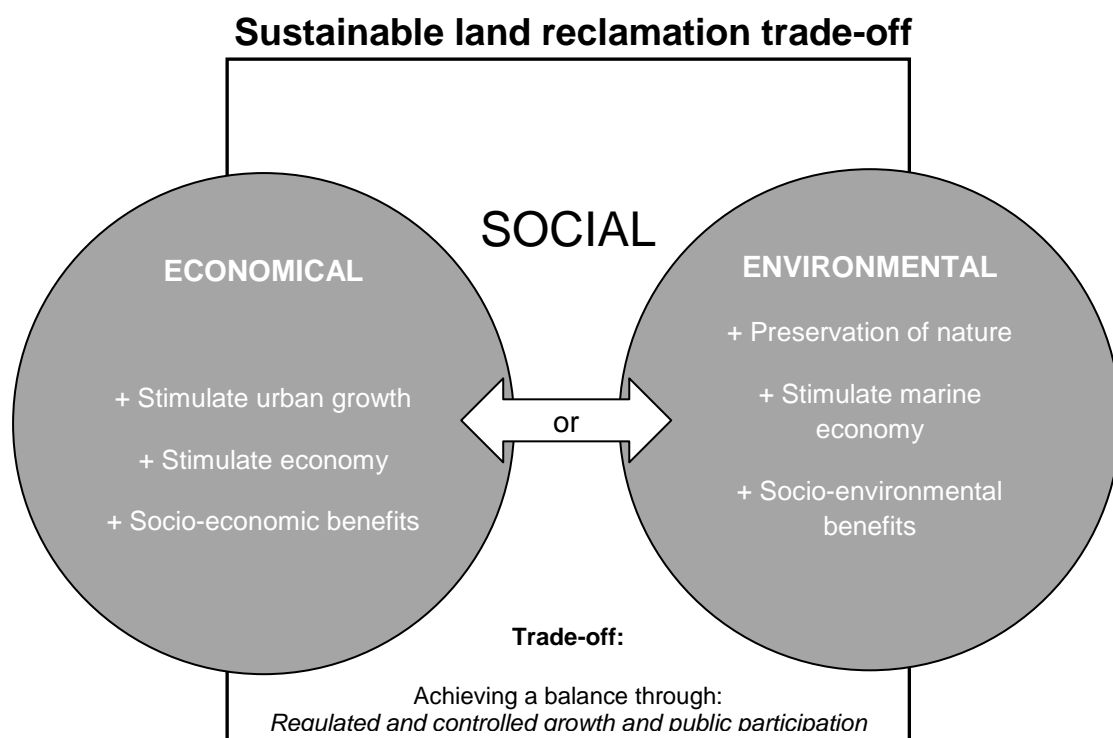 Sustainable land reclamation trade-off
SOCIAL
ECONOMICAL
+ Stimulate urban growth
+ Stimulate economy
+ Socio-economic benefits
or
ENVIRONMENTAL
+ Preservation of nature
+ Stimulate marine
economy
+ Socio-environmental
benefits
Trade-off:
Achieving a balance through:
Regulated and controlled growth and public participation